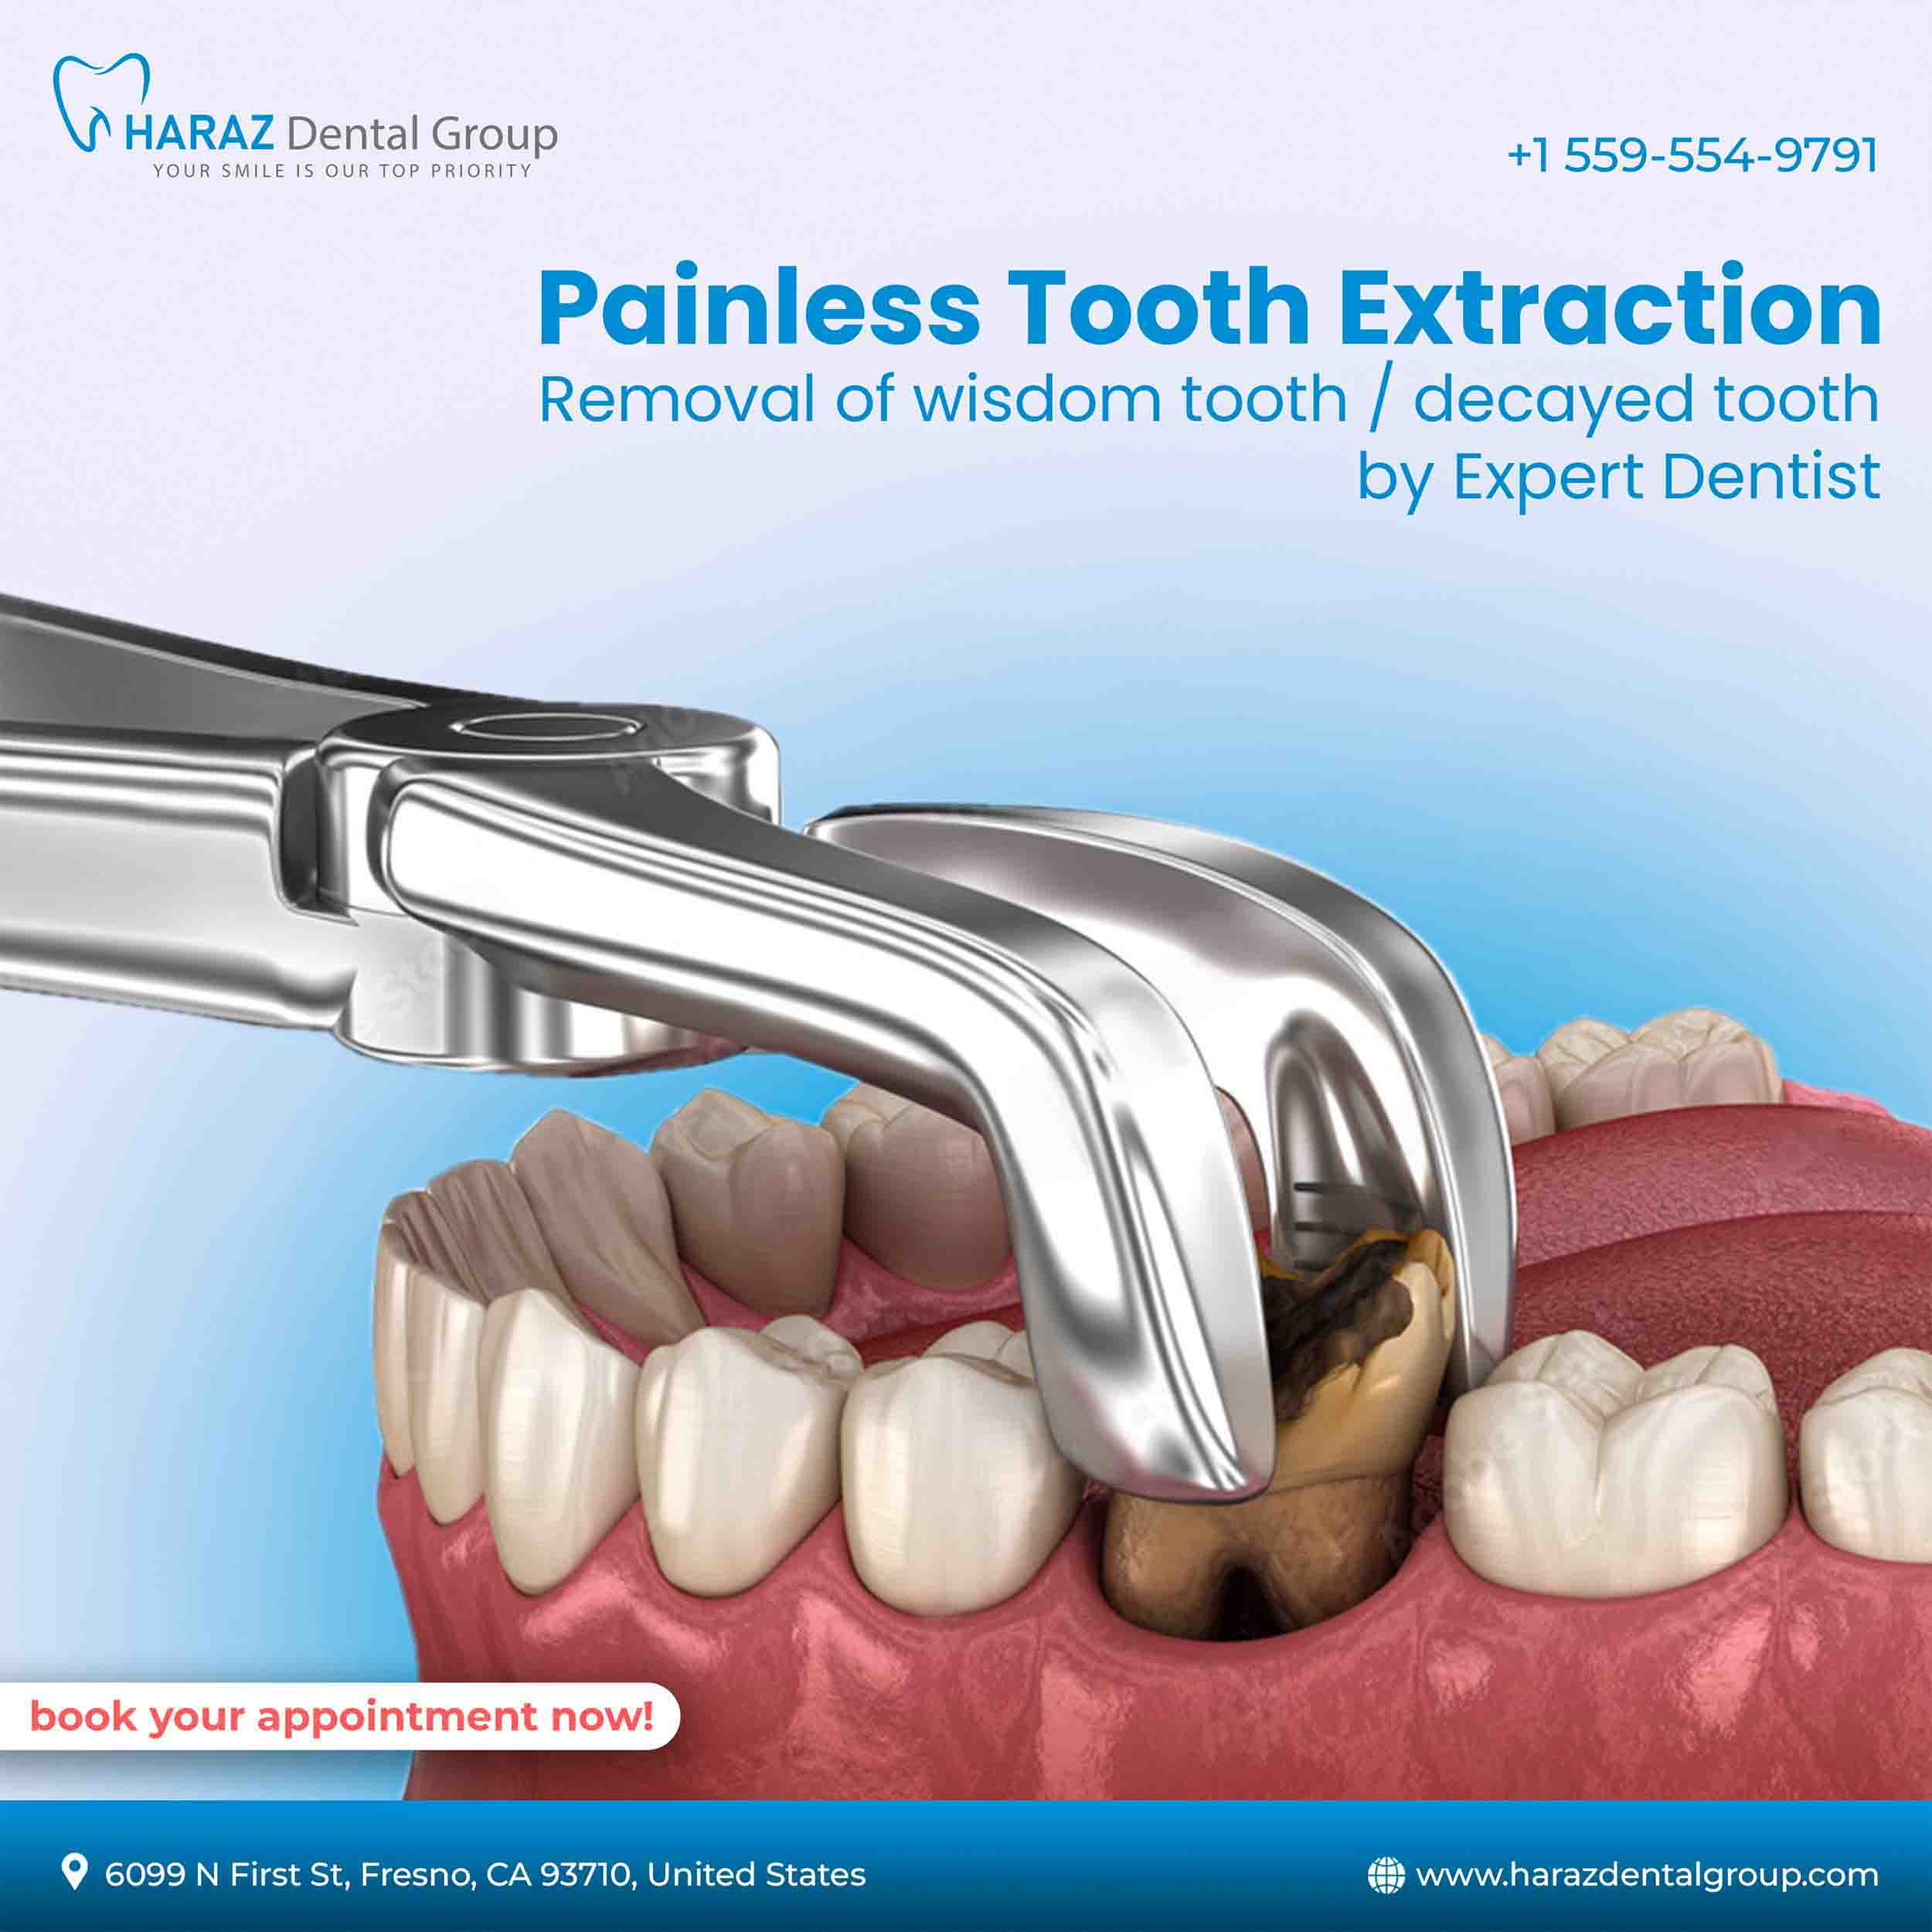 HARAZ Dental Group
YOUR SMILE IS OUR TOP PRIORITY
+1 559-554-9791
Painless Tooth Extraction
Removal of wisdom tooth / decayed tooth
by Expert Dentist
book your appointment now!
6099 N First St, Fresno, CA 93710, United States
www.harazdentalgroup.com